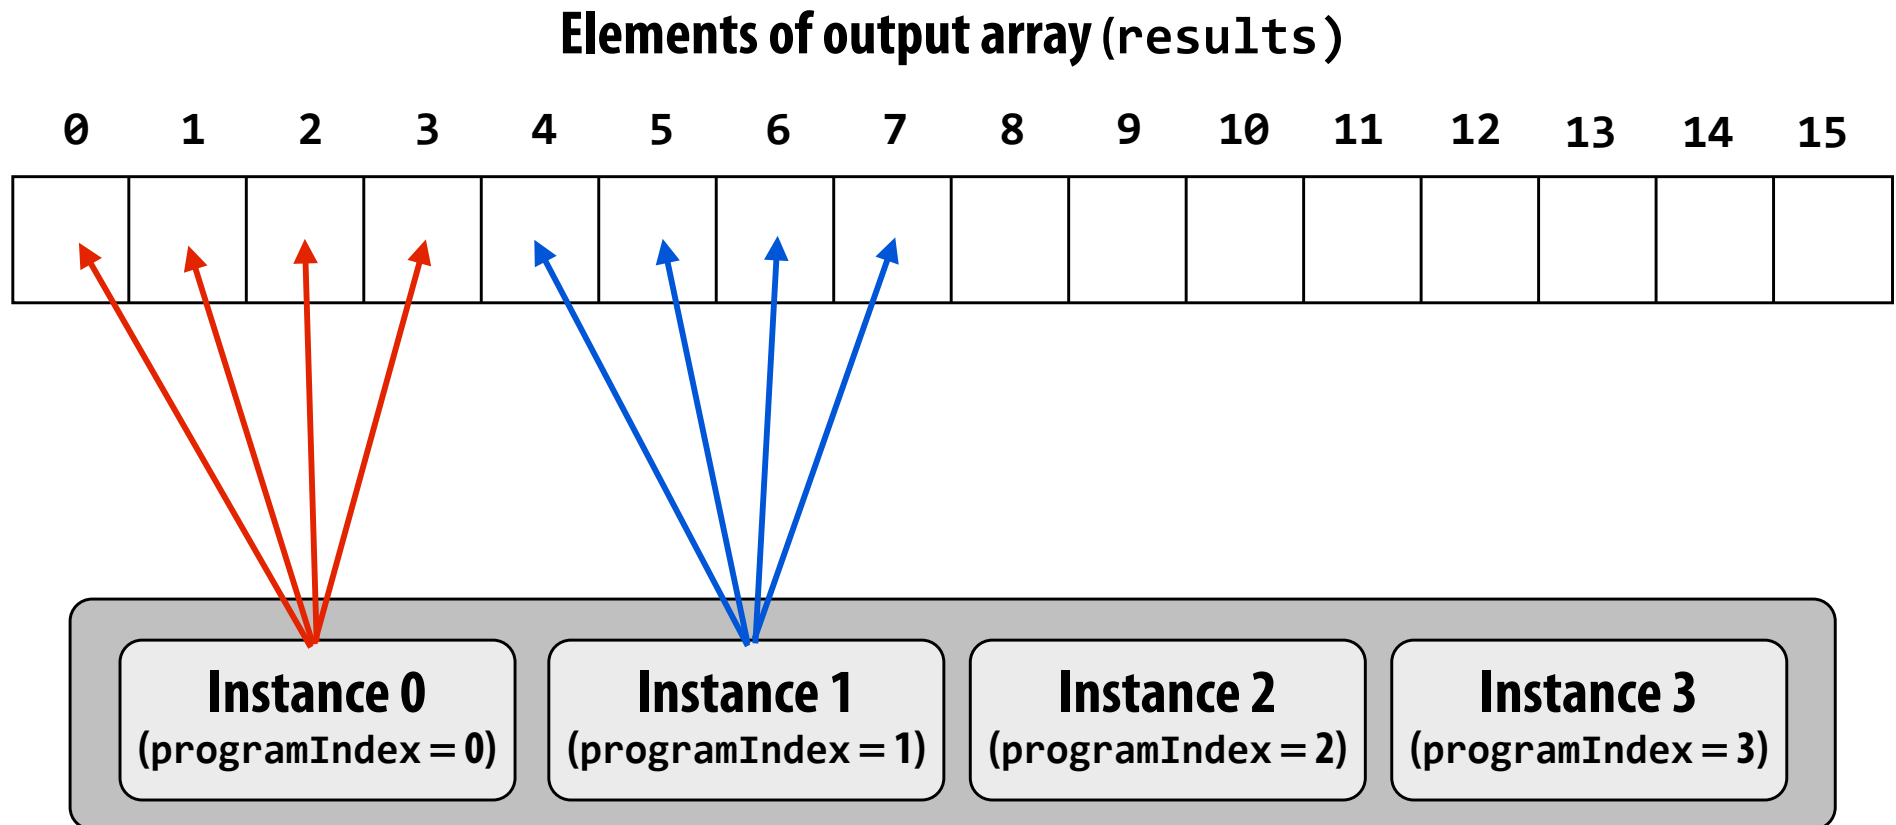 Elements of output array (results)
0 1 2 3 4 5 6 7 8 9 10 11 12 13 14 15
Instance 0 Instance 1 Instance 2 Instance 3
(programIndex = 0) (programIndex = 1) (programIndex = 2) (programIndex = 3)